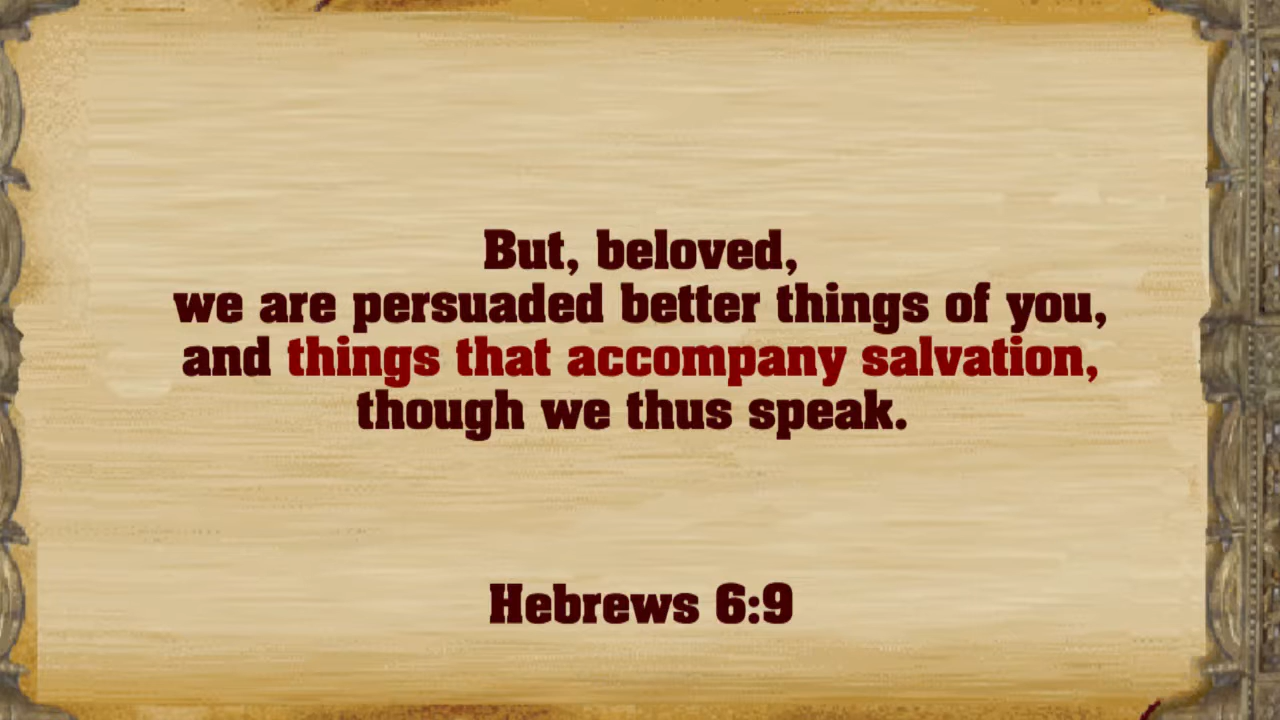 But, beloved,
we are persuaded better things of you,
and things that accompany salvation,
though we thus speak.
Hebrews 6:9